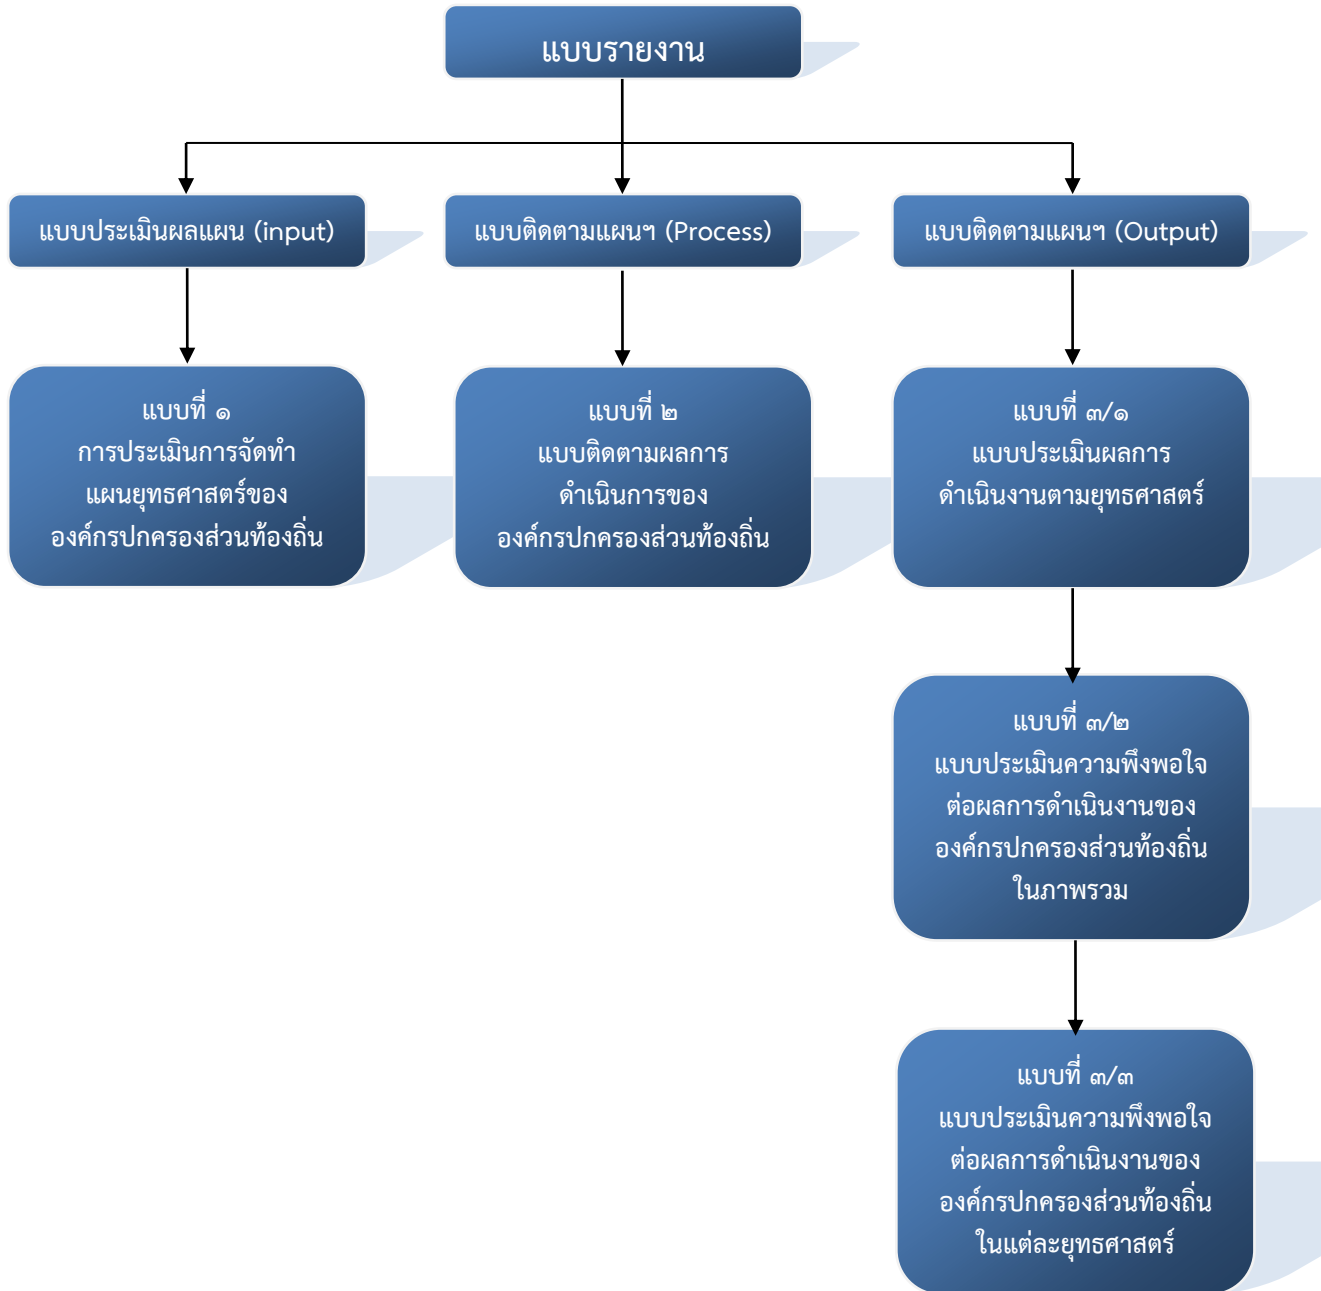 แบบรายงาน
แบบประเมินผลแผน (input)
แบบติดตามแผนฯ (Process)
แบบติดตามแผนฯ (Output)
แบบที่ ๑
การประเมินการจัดทำ
แผนยุทธศาสตร์ของ
องค์กรปกครองส่วนท้องถิ่น
แบบที่ ๒
แบบติดตามผลการ
ดำเนินการของ
องค์กรปกครองส่วนท้องถิ่น
แบบที่ ๓/๑
แบบประเมินผลการ
ดำเนินงานตามยุทธศาสตร์
แบบที่ ๓/๒
แบบประเมินความพึงพอใจ
ต่อผลการดำเนินงานของ
องค์กรปกครองส่วนท้องถิ่น
ในภาพรวม
แบบที่ ๓/๓
แบบประเมินความพึงพอใจ
ต่อผลการดำเนินงานของ
องค์กรปกครองส่วนท้องถิ่น
ในแต่ละยุทธศาสตร์